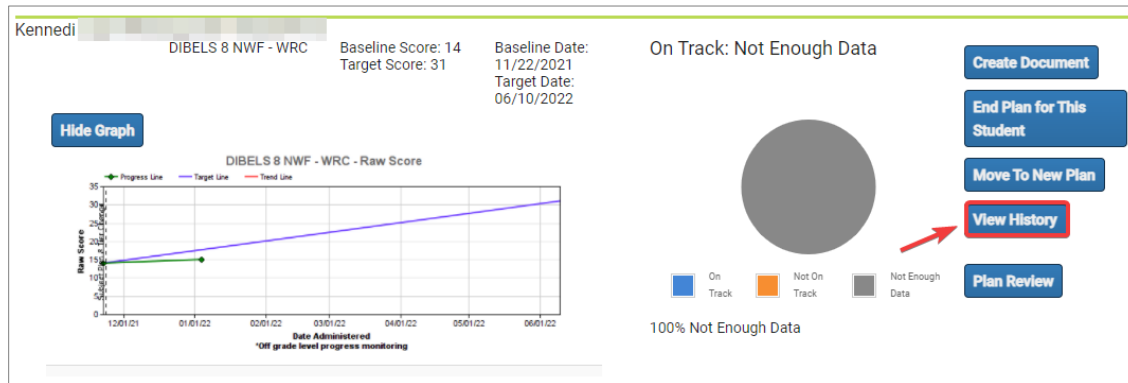 Kennedi
DIBELS 8 NWF - WRC
Baseline Score: 14
Target Score: 31
Baseline Date:
11/22/2021
Target Date:
06/10/2022
On Track: Not Enough Data
Create Document
End Plan for This
Student
Move To New Plan
View History
Plan Review
Hide Graph
DIBELS 8 NWF - WRC - Raw Score
Progress Line
Target Line
Trend Line
Raw Score
35
30
25
20
15
10
5
0
12/01/21
01/01/22
02/01/22
03/01/22
04/01/22
05/01/22
06/01/22
Date Administered
*Off grade level progress monitoring
On
Track
Not On
Track
Not Enough
Data
100% Not Enough Data